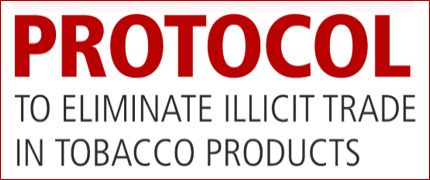 PROTOCOL
TO ELIMINATE ILLICIT TRADE
IN TOBACCO PRODUCTS